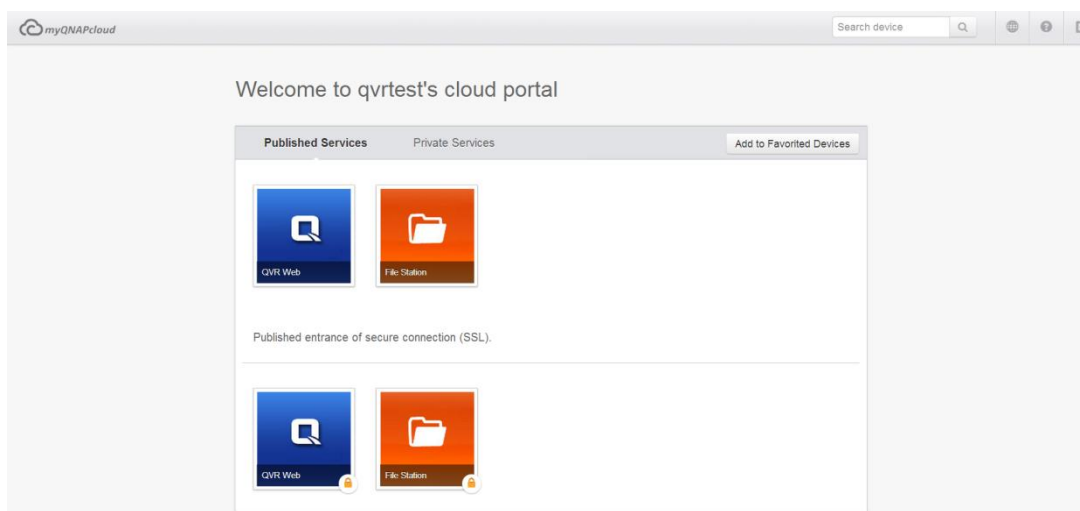 myQNAPcloud
Search device
Welcome to qvrtest's cloud portal
Published Services Private Services Add to Favorited Devices
QVR Web File Station
Published entrance of secure connection (SSL).
QVR Web File Station